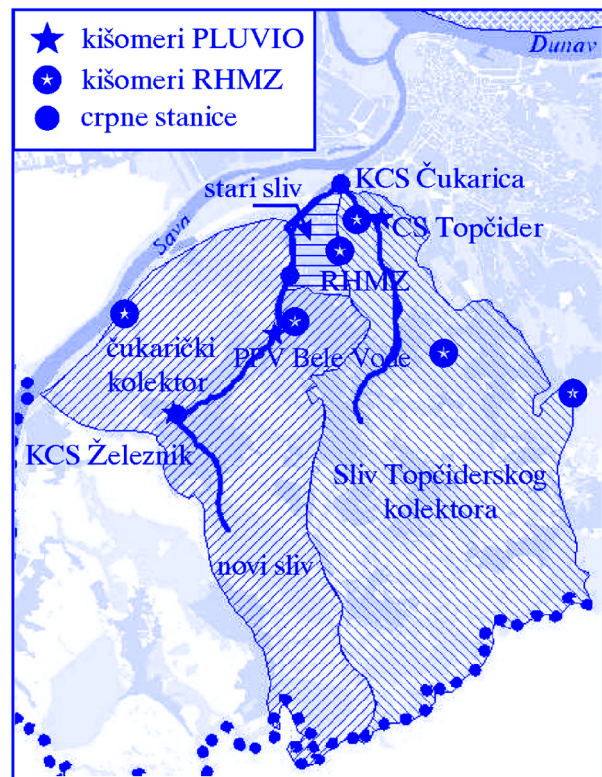 kišomeri PLUVIO
kišomeri RHMZ
crpne stanice
Dunav
KCS Čukarica
stari sliv
CS Topčider
Sava
RHMZ
čukarički
kolektor
PPV Bele Vode
KCS Železnik
Sliv Topčiderskog
kolektora
novi sliv